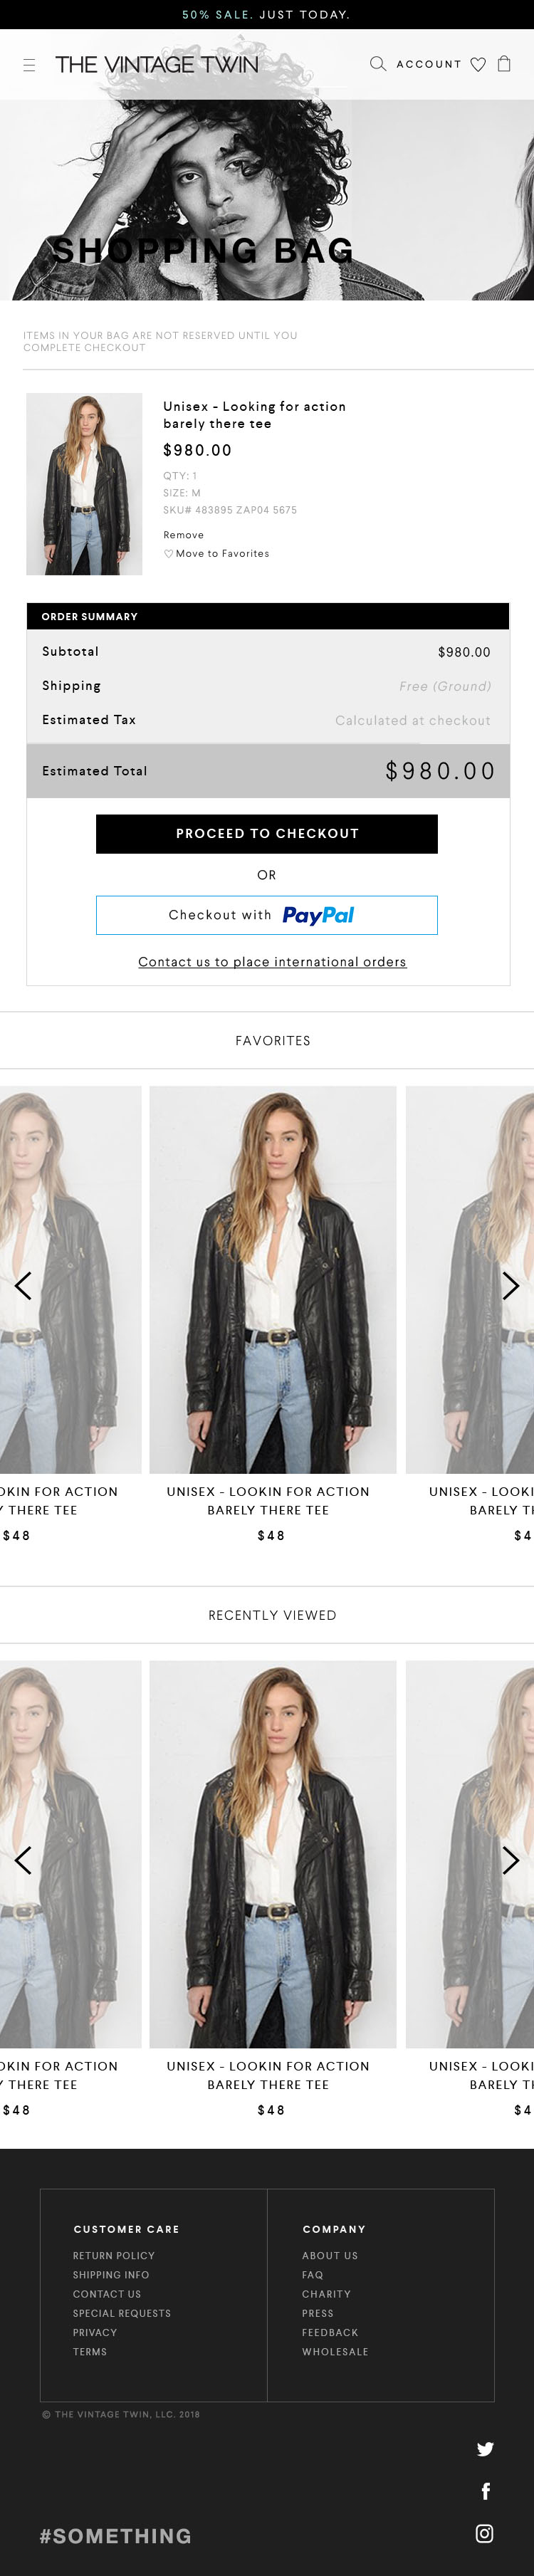 50% SALE. JUST TODAY.
THE VINTAGE TWIN
ACCOUNT
SHOPPING BAG
ITEMS IN YOUR BAG ARE NOT RESERVED UNTIL YOU
COMPLETE CHECKOUT
Unisex - Looking for action
barely there tee
$980.00
QTY: 1
SIZE: M
SKU# 483895 ZAP04 5675
Remove
Move to Favorites
ORDER SUMMARY
Subtotal $980.00
Shipping Free (Ground)
Estimated Tax Calculated at checkout
Estimated Total $980.00
PROCEED TO CHECKOUT
OR
Checkout with PayPal
Contact us to place international orders
FAVORITES
OKIN FOR ACTION
Y THERE TEE
$48
UNISEX - LOOKIN FOR ACTION
BARELY THERE TEE
$48
UNISEX - LOOKI
BARELY TH
$4
RECENTLY VIEWED
OKIN FOR ACTION
Y THERE TEE
$48
UNISEX - LOOKIN FOR ACTION
BARELY THERE TEE
$48
UNISEX - LOOKI
BARELY TH
$4
CUSTOMER CARE
RETURN POLICY
SHIPPING INFO
CONTACT US
SPECIAL REQUESTS
PRIVACY
TERMS
COMPANY
ABOUT US
FAQ
CHARITY
PRESS
FEEDBACK
WHOLESALE
© THE VINTAGE TWIN, LLC. 2018
#SOMETHING